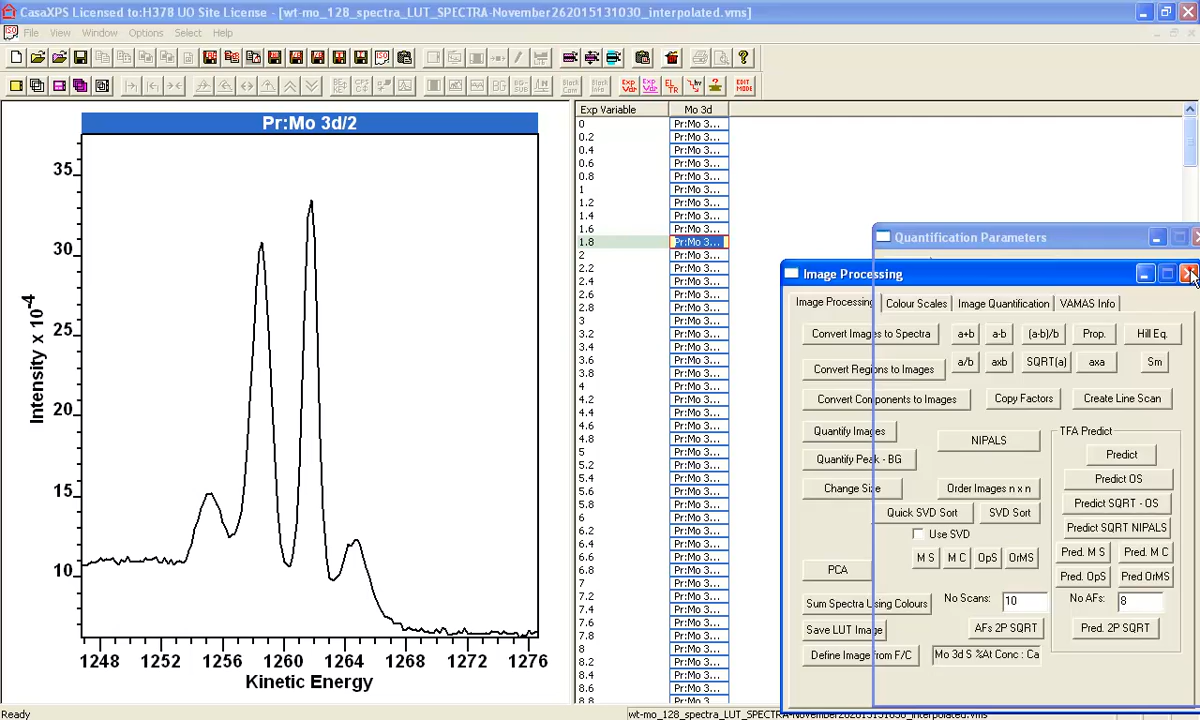 CasaXPS Licensed to:H378 UO Site License - [wt-mo_128_spectra_LUT_SPECTRA-November262015131030_interpolated.vms]
File View Window Options Select Help
Pr:Mo 3d/2
Intensity x 10-4
35
30
25
20
15
10
1248 1252 1256 1260 1264 1268 1272 1276
Kinetic Energy
Exp Variable Mo 3d
0 Pr:Mo 3...
0.2 Pr:Mo 3...
0.4 Pr:Mo 3...
0.6 Pr:Mo 3...
0.8 Pr:Mo 3...
1 Pr:Mo 3...
1.2 Pr:Mo 3...
1.4 Pr:Mo 3...
1.6 Pr:Mo 3...
1.8 Pr:Mo 3...
2 Pr:Mo 3...
2.2 Pr:Mo 3...
2.4 Pr:Mo 3...
2.6 Pr:Mo 3...
2.8 Pr:Mo 3...
3 Pr:Mo 3...
3.2 Pr:Mo 3...
3.4 Pr:Mo 3...
3.6 Pr:Mo 3...
3.8 Pr:Mo 3...
4 Pr:Mo 3...
4.2 Pr:Mo 3...
4.4 Pr:Mo 3...
4.6 Pr:Mo 3...
4.8 Pr:Mo 3...
5 Pr:Mo 3...
5.2 Pr:Mo 3...
5.4 Pr:Mo 3...
5.6 Pr:Mo 3...
5.8 Pr:Mo 3...
6 Pr:Mo 3...
6.2 Pr:Mo 3...
6.4 Pr:Mo 3...
6.6 Pr:Mo 3...
6.8 Pr:Mo 3...
7 Pr:Mo 3...
7.2 Pr:Mo 3...
7.4 Pr:Mo 3...
7.6 Pr:Mo 3...
7.8 Pr:Mo 3...
8 Pr:Mo 3...
8.2 Pr:Mo 3...
8.4 Pr:Mo 3...
8.6 Pr:Mo 3...
8.8 Pr:Mo 3...
Quantification Parameters
Image Processing
Image Processing Colour Scales Image Quantification VAMAS Info
Convert Images to Spectra a+b a-b (a-b)/b Prop. Hill Eq.
Convert Regions to Images a/b axb SQRT(a) axa Sm
Convert Components to Images Copy Factors Create Line Scan
Quantify Images NIPALS TFA Predict
Quantify Peak - BG Predict
Change Size Order Images n x n Predict OS
Quick SVD Sort SVD Sort Predict SQRT - OS
Use SVD Predict SQRT NIPALS
M S M C OpS OrMS Pred. M S Pred. M C
PCA Pred. OpS Pred OrMS
Sum Spectra Using Colours No Scans: 10 No AFs: 8
Save LUT Image AFs 2P SQRT Pred. 2P SQRT
Define Image from F/C Mo 3d S %At Conc : Ca
Ready wt-mo_128_spectra_LUT_SPECTRA-November262015131030_interpolated.vms